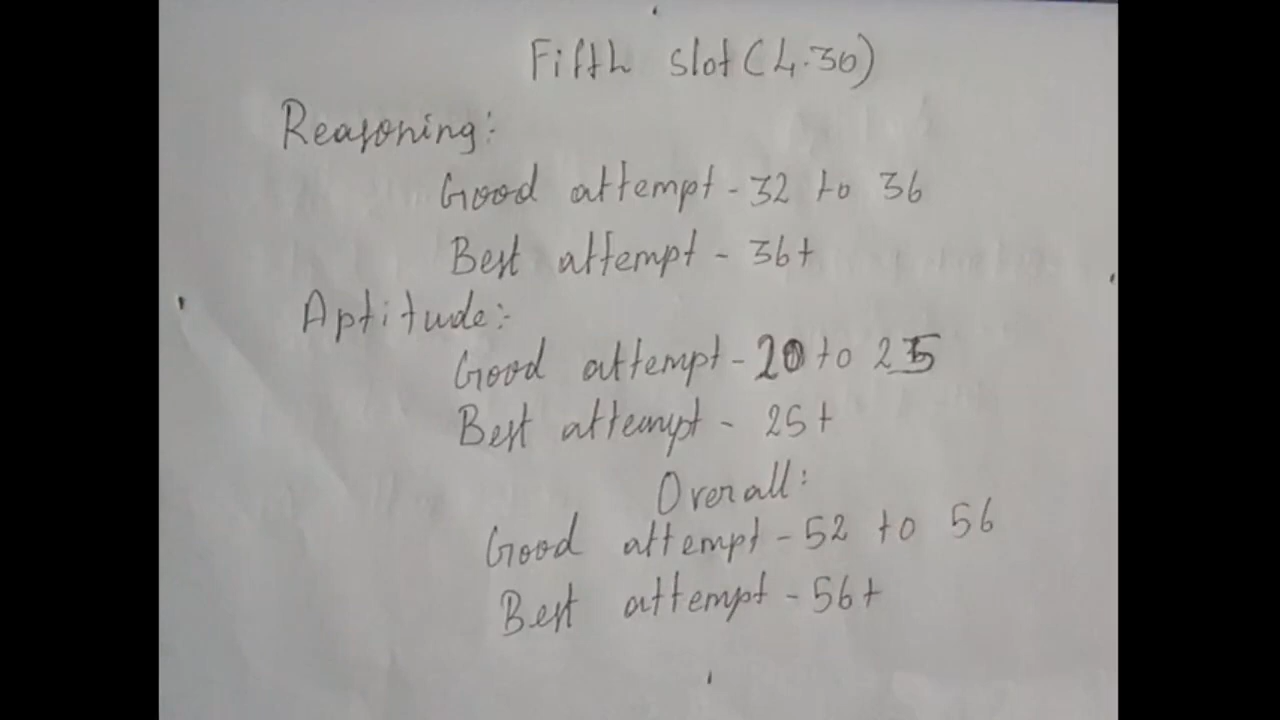 Fifth slot (4.30)
Reasoning:
Good attempt - 32 to 36
Best attempt - 36+
Aptitude:-
Good attempt - 20 to 25
Best attempt - 25+
Overall:
Good attempt - 52 to 56
Best attempt - 56+